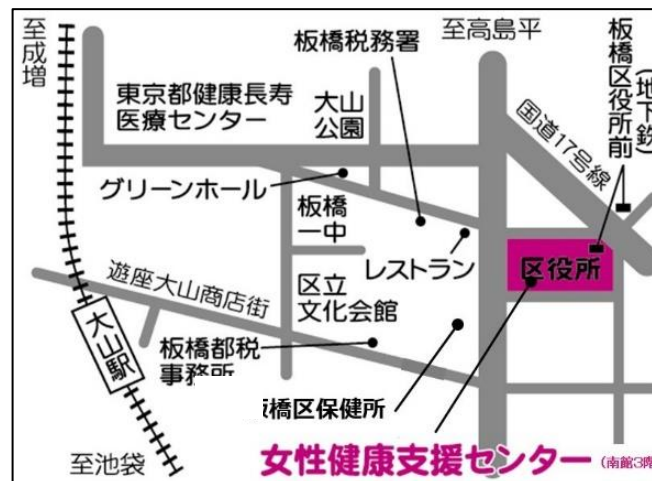 至成増
板橋税務署
至高島平
板橋区役所前
(地下鉄)
東京都健康長寿
医療センター
大山
公園
国道17号線
グリーンホール
板橋
一中
レストラン
区役所
遊座大山商店街
区立
文化会館
大山駅
板橋都税
事務所
板橋区保健所
至池袋
女性健康支援センター
(南館3階